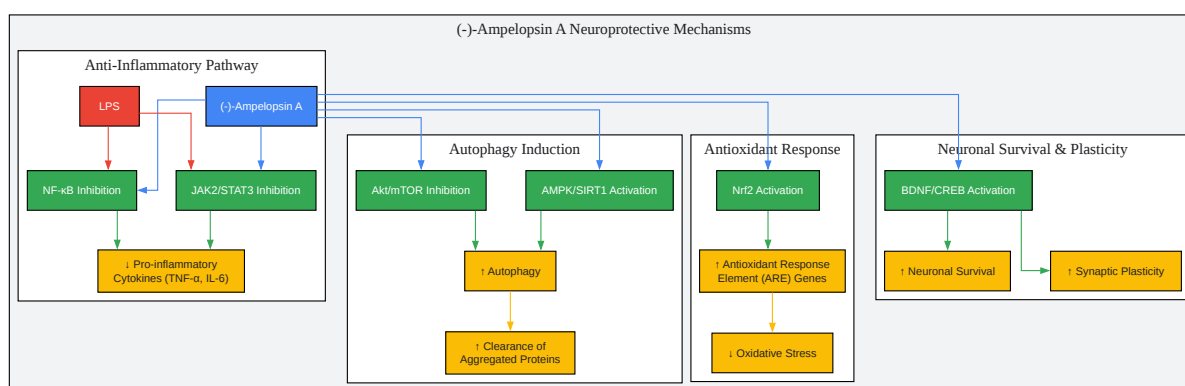 (-)-Ampelopsin A Neuroprotective Mechanisms
Anti-Inflammatory Pathway
LPS
(-)-Ampelopsin A
NF-κB Inhibition
JAK2/STAT3 Inhibition
↓ Pro-inflammatory
Cytokines (TNF-α, IL-6)
Autophagy Induction
Akt/mTOR Inhibition
AMPK/SIRT1 Activation
↑ Autophagy
↑ Clearance of
Aggregated Proteins
Antioxidant Response
Nrf2 Activation
↑ Antioxidant Response
Element (ARE) Genes
↓ Oxidative Stress
Neuronal Survival & Plasticity
BDNF/CREB Activation
↑ Neuronal Survival
↑ Synaptic Plasticity